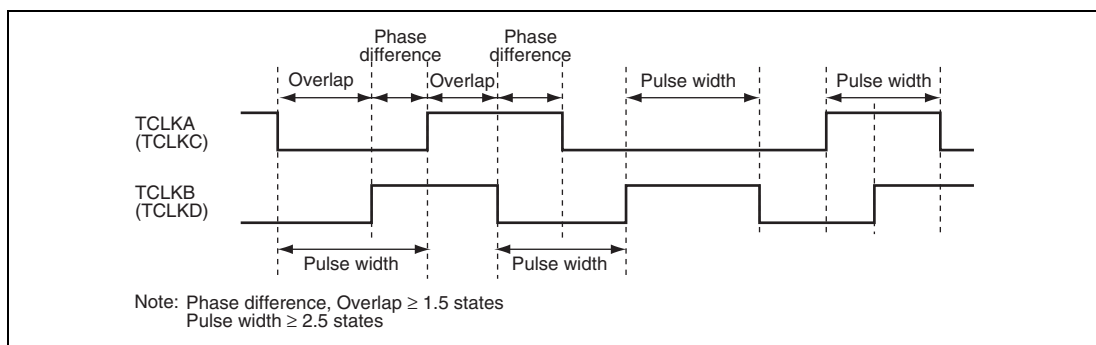 Phase difference
Phase difference
Overlap
Overlap
Pulse width
Pulse width
TCLKA
(TCLKC)
TCLKB
(TCLKD)
Pulse width
Pulse width
Note: Phase difference, Overlap ≥ 1.5 states
Pulse width ≥ 2.5 states